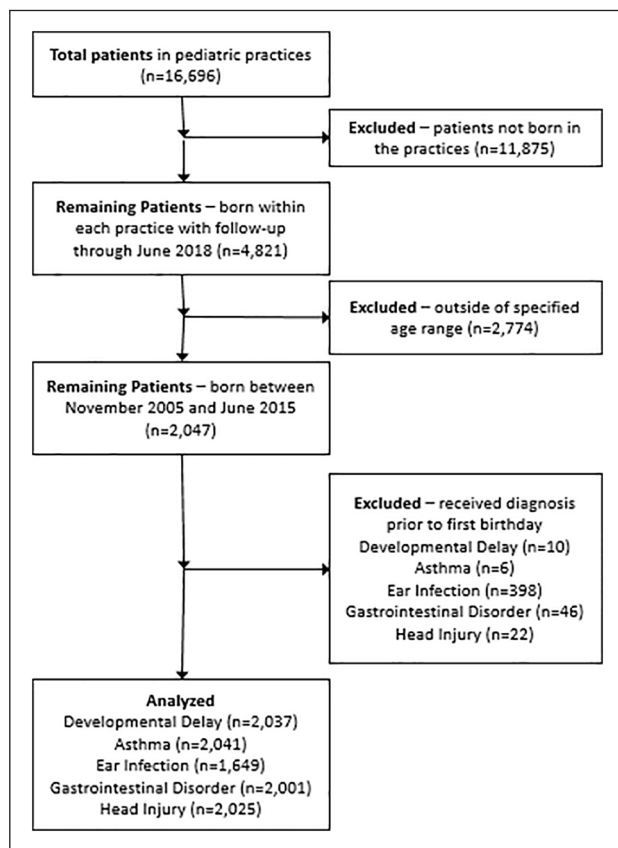 Total patients in pediatric practices
(n=16,696)
Excluded – patients not born in
the practices (n=11,875)
Remaining Patients – born within
each practice with follow-up
through June 2018 (n=4,821)
Excluded – outside of specified
age range (n=2,774)
Remaining Patients – born between
November 2005 and June 2015
(n=2,047)
Excluded – received diagnosis
prior to first birthday
Developmental Delay (n=10)
Asthma (n=6)
Ear Infection (n=398)
Gastrointestinal Disorder (n=46)
Head Injury (n=22)
Analyzed
Developmental Delay (n=2,037)
Asthma (n=2,041)
Ear Infection (n=1,649)
Gastrointestinal Disorder (n=2,001)
Head Injury (n=2,025)